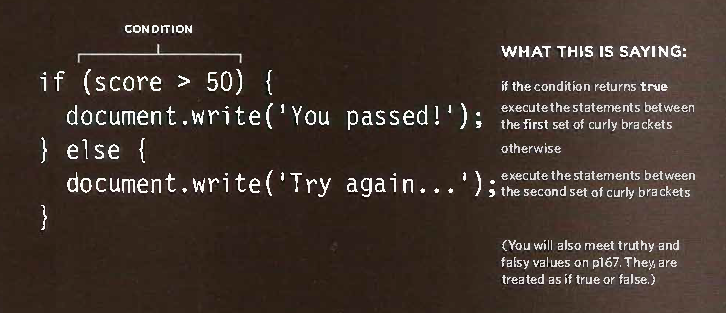 CONDITION
WHAT THIS IS SAYING:
if (score > 50) {
if the condition returns true
document.write('You passed!');
execute the statements between
the first set of curly brackets
} else {
otherwise
document.write('Try again...');
execute the statements between
the second set of curly brackets
}
(You will also meet truthy and
falsy values on p167. They, are
treated as if true or false.)